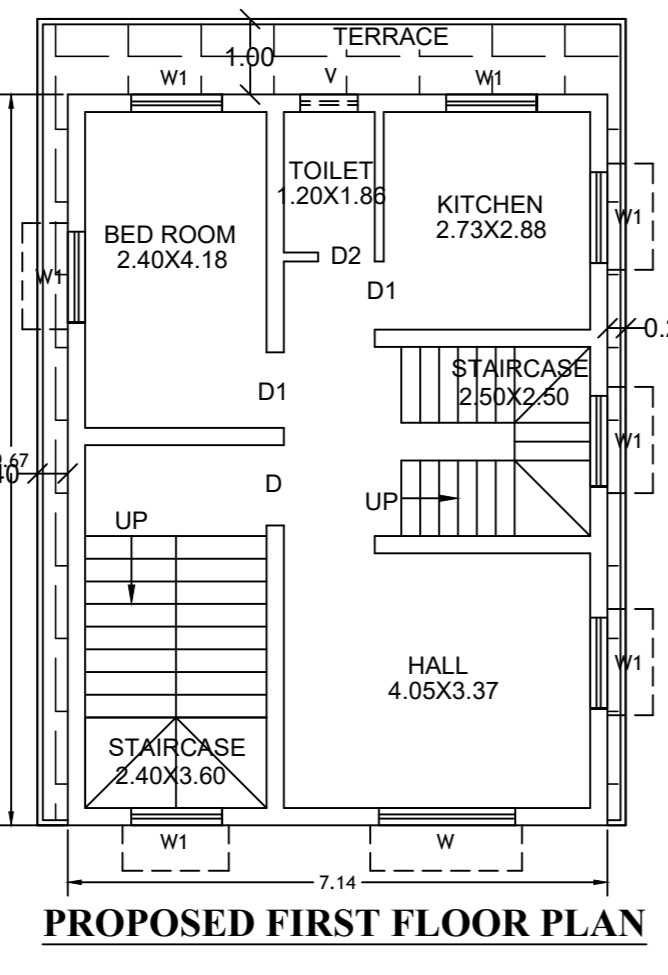 TERRACE
1.00
W1
V
W1
TOILET
1.20X1.86
KITCHEN
2.73X2.88
W1
BED ROOM
2.40X4.18
D2
W1
D1
STAIRCASE
2.50X2.50
D1
W1
D
UP
UP
HALL
4.05X3.37
W1
STAIRCASE
2.40X3.60
W1
W
7.14
PROPOSED FIRST FLOOR PLAN